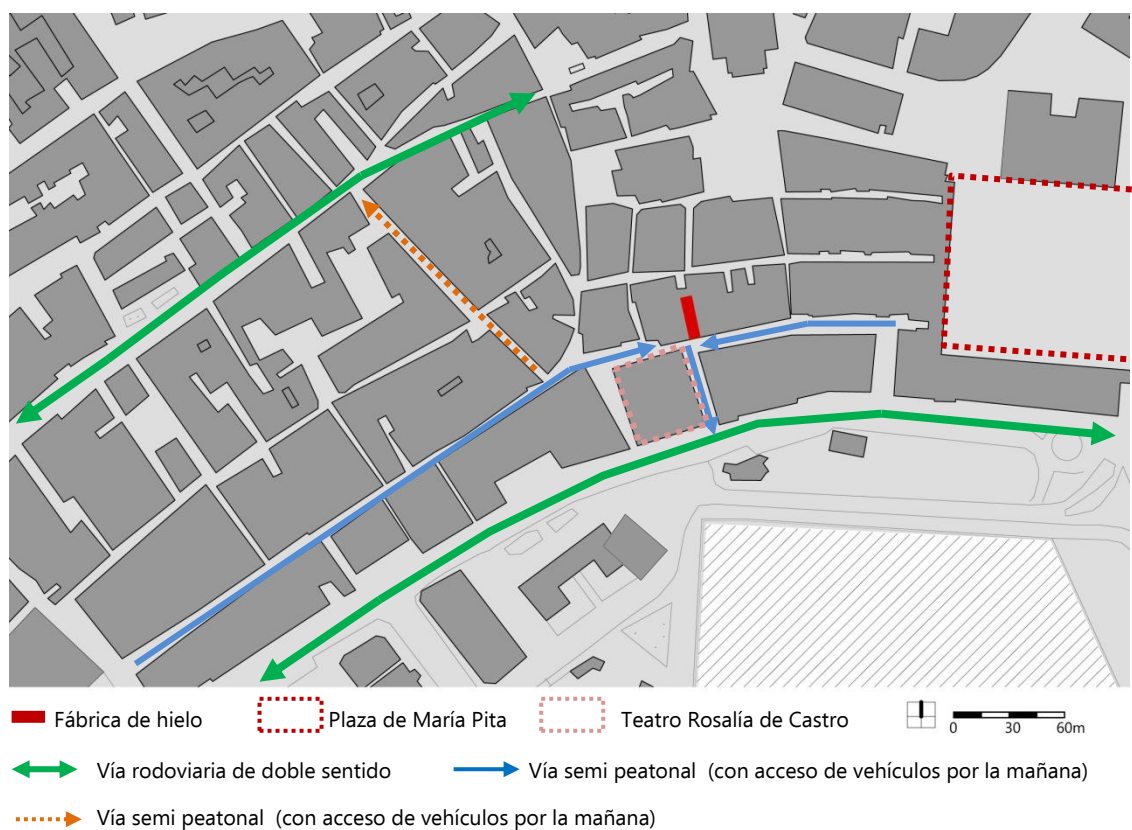 Fábrica de hielo
Plaza de María Pita
Teatro Rosalía de Castro
0 30 60m
Vía rodoviaria de doble sentido
Vía semi peatonal (con acceso de vehículos por la mañana)
Vía semi peatonal (con acceso de vehículos por la mañana)